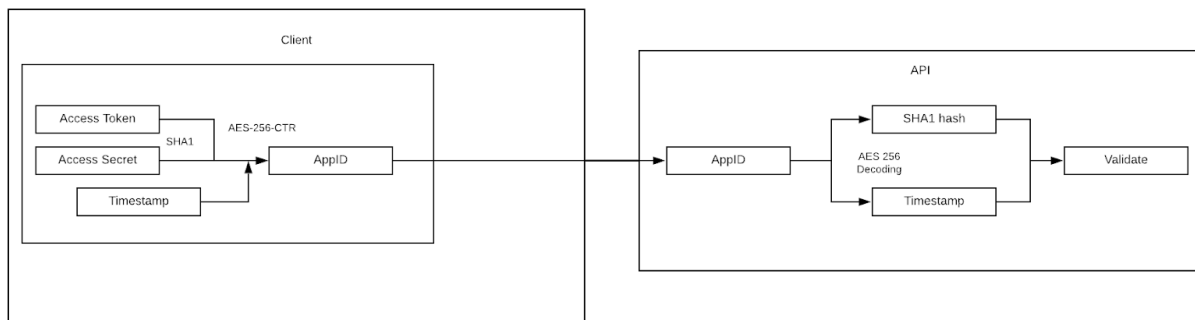 Client
Access Token
SHA1
AES-256-CTR
Access Secret
AppID
Timestamp
API
SHA1 hash
AppID
AES 256
Decoding
Validate
Timestamp